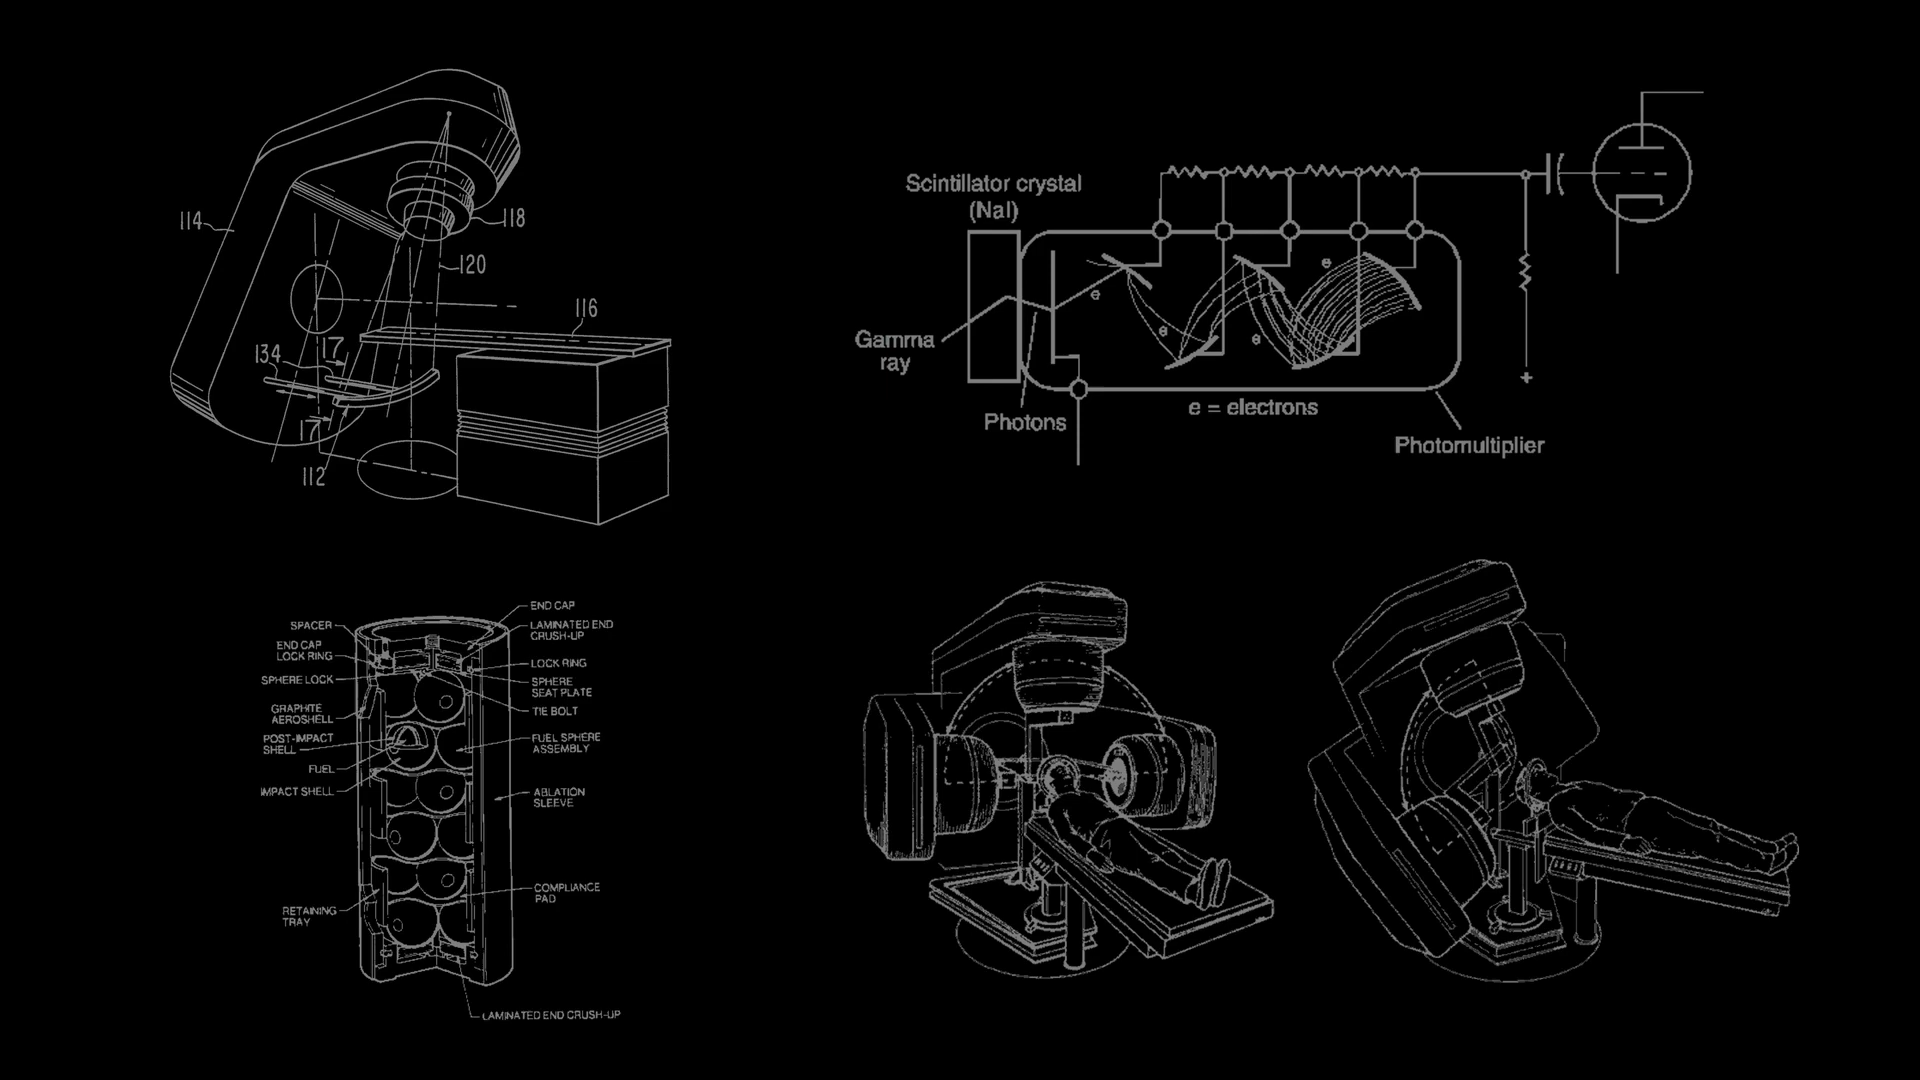 114
118
120
116
134
17
17
112
Scintillator crystal
(NaI)
Gamma
ray
Photons
e
e
e
e
e = electrons
Photomultiplier
+
END CAP
SPACER
LAMINATED END
CRUSH-UP
END CAP
LOCK RING
LOCK RING
SPHERE LOCK
SPHERE
SEAT PLATE
GRAPHITE
AEROSHELL
TIE BOLT
POST-IMPACT
SHELL
FUEL SPHERE
ASSEMBLY
FUEL
IMPACT SHELL
ABLATION
SLEEVE
COMPLIANCE
PAD
RETAINING
TRAY
LAMINATED END CRUSH-UP